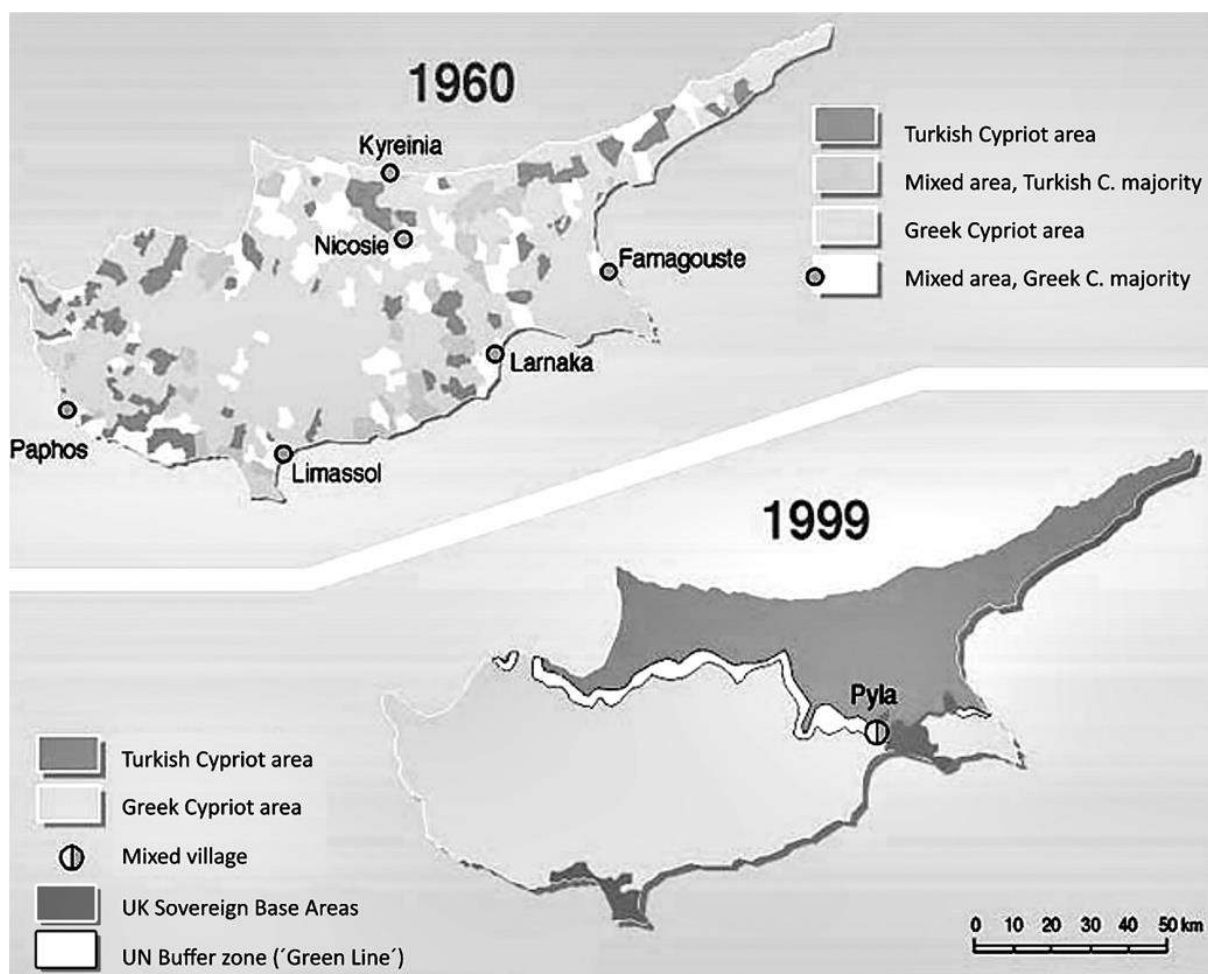 1960
Kyreinia
Nicosie
Famagouste
Larnaka
Paphos
Limassol
Turkish Cypriot area
Mixed area, Turkish C. majority
Greek Cypriot area
Mixed area, Greek C. majority
1999
Pyla
Turkish Cypriot area
Greek Cypriot area
Mixed village
UK Sovereign Base Areas
UN Buffer zone (´Green Line´)
0 10 20 30 40 50 km